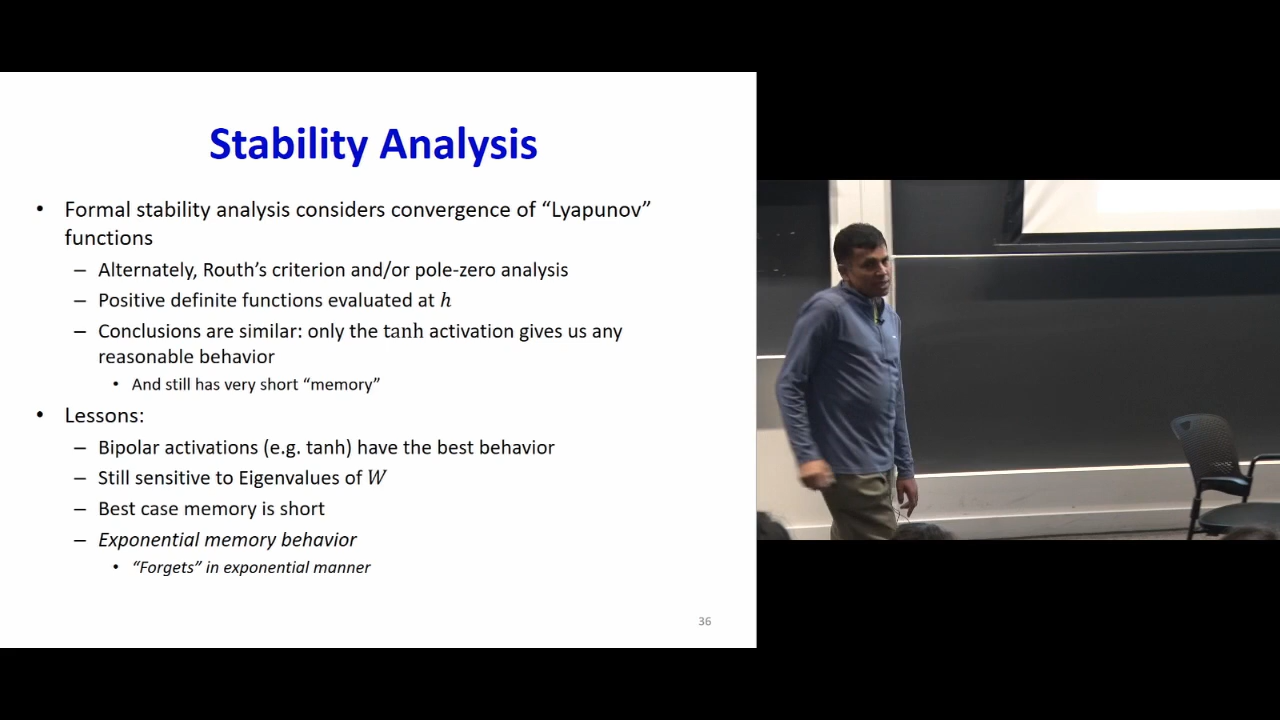 Stability Analysis
• Formal stability analysis considers convergence of “Lyapunov”
functions
– Alternately, Routh’s criterion and/or pole-zero analysis
– Positive definite functions evaluated at h
– Conclusions are similar: only the tanh activation gives us any
reasonable behavior
• And still has very short “memory”
• Lessons:
– Bipolar activations (e.g. tanh) have the best behavior
– Still sensitive to Eigenvalues of W
– Best case memory is short
– Exponential memory behavior
• “Forgets” in exponential manner
36